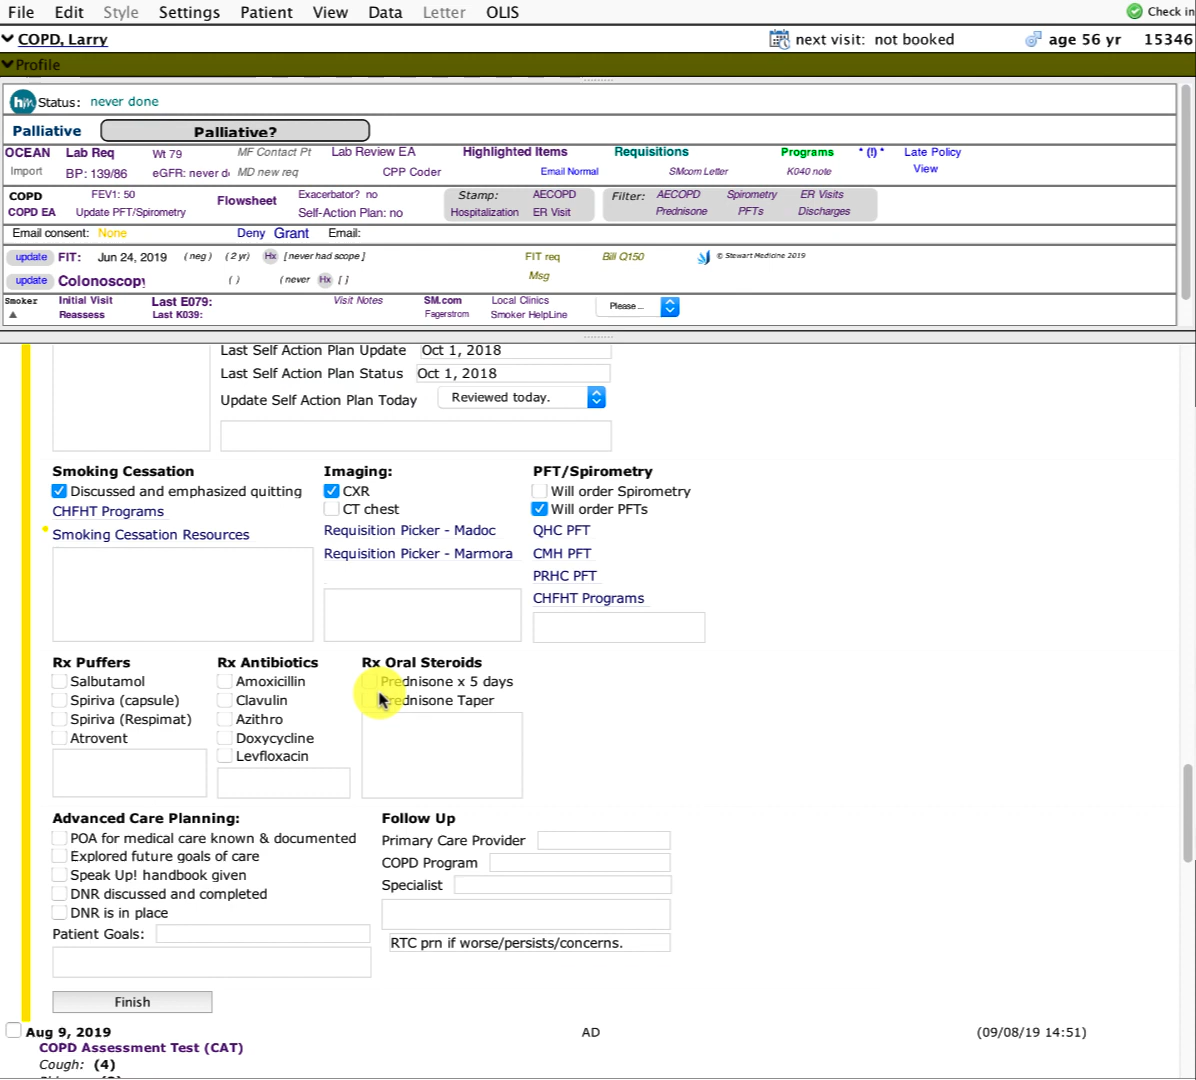 File Edit Style Settings Patient View Data Letter OLIS Check in
COPD, Larry next visit: not booked age 56 yr 15346
Profile
hm Status: never done
Palliative Palliative?
OCEAN Lab Req Wt 79 MF Contact Pt Lab Review EA Highlighted Items Requisitions Programs * (!) * Late Policy
Import BP: 139/86 eGFR: never d MD new req CPP Coder Email Normal SMcom Letter K040 note View
COPD FEV1: 50 Flowsheet Exacerbator? no Stamp: AECOPD Filter: AECOPD Spirometry ER Visits
COPD EA Update PFT/Spirometry Self-Action Plan: no Hospitalization ER Visit Prednisone PFTs Discharges
Email consent: None Deny Grant Email:
update FIT: Jun 24, 2019 (neg) (2 yr) Hx [never had scope] FIT req Bill Q150 © Stewart Medicine 2019
update Colonoscopy () (never Hx [ ] Msg
Smoker Initial Visit Last E079: Visit Notes SM.com Local Clinics Please...
▲ Reassess Last K039: Fagerstrom Smoker HelpLine
Last Self Action Plan Update Oct 1, 2018
Last Self Action Plan Status Oct 1, 2018
Update Self Action Plan Today Reviewed today.
Smoking Cessation Imaging: PFT/Spirometry
Discussed and emphasized quitting CXR Will order Spirometry
CHFHT Programs CT chest Will order PFTs
Smoking Cessation Resources Requisition Picker - Madoc QHC PFT
Requisition Picker - Marmora CMH PFT
PRHC PFT
CHFHT Programs
Rx Puffers Rx Antibiotics Rx Oral Steroids
Salbutamol Amoxicillin Prednisone x 5 days
Spiriva (capsule) Clavulin rednisone Taper
Spiriva (Respimat) Azithro
Atrovent Doxycycline
Levfloxacin
Advanced Care Planning: Follow Up
POA for medical care known & documented Primary Care Provider
Explored future goals of care COPD Program
Speak Up! handbook given Specialist
DNR discussed and completed
DNR is in place
Patient Goals: RTC prn if worse/persists/concerns.
Finish
Aug 9, 2019 AD (09/08/19 14:51)
COPD Assessment Test (CAT)
Cough: (4)